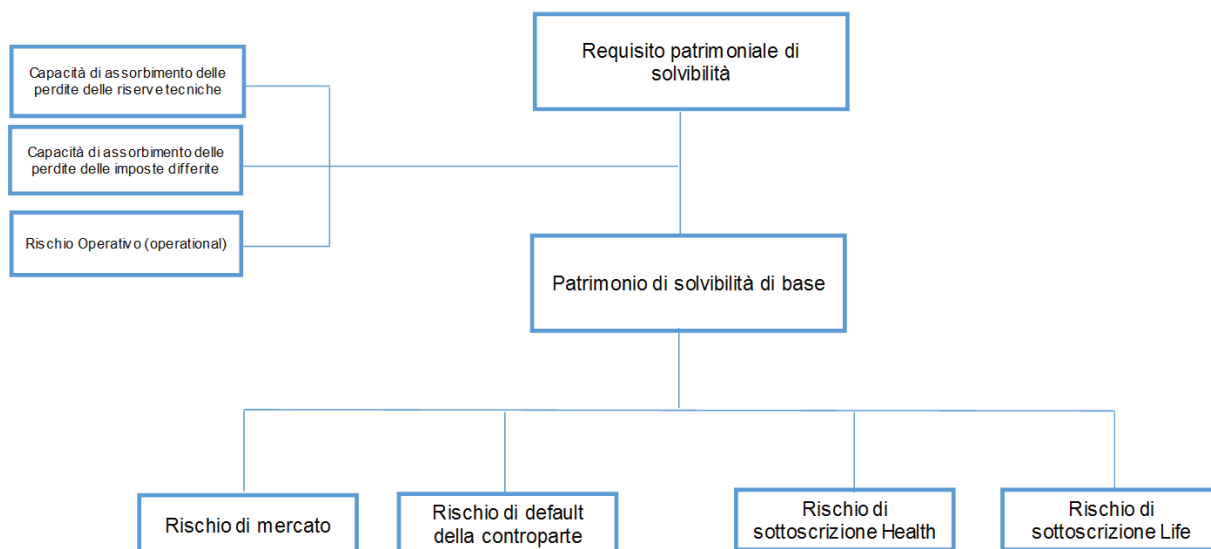 Requisito patrimoniale di
solvibilità
Capacità di assorbimento delle
perdite delle riserve tecniche
Capacità di assorbimento delle
perdite delle imposte differite
Rischio Operativo (operational)
Patrimonio di solvibilità di base
Rischio di mercato
Rischio di default
della controparte
Rischio di
sottoscrizione Health
Rischio di
sottoscrizione Life